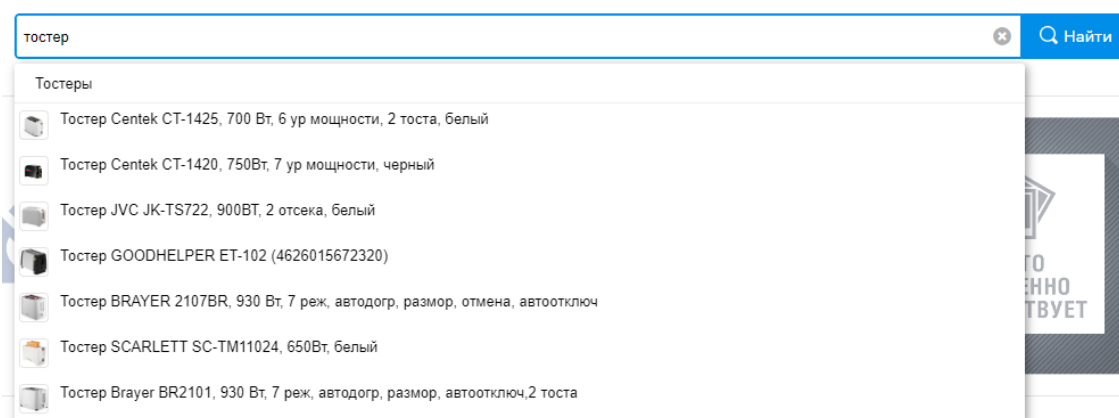 тостер
Найти
Тостеры
Тостер Centek CT-1425, 700 Вт, 6 ур мощности, 2 тоста, белый
Тостер Centek CT-1420, 750Вт, 7 ур мощности, черный
Тостер JVC JK-TS722, 900ВТ, 2 отсека, белый
Тостер GOODHELPER ET-102 (4626015672320)
Тостер BRAYER 2107BR, 930 Вт, 7 реж, автодогр, размор, отмена, автооткюч
Тостер SCARLETT SC-TM11024, 650Вт, белый
Тостер Brayer BR2101, 930 Вт, 7 реж, автодогр, размор, автооткпюч,2 тоста